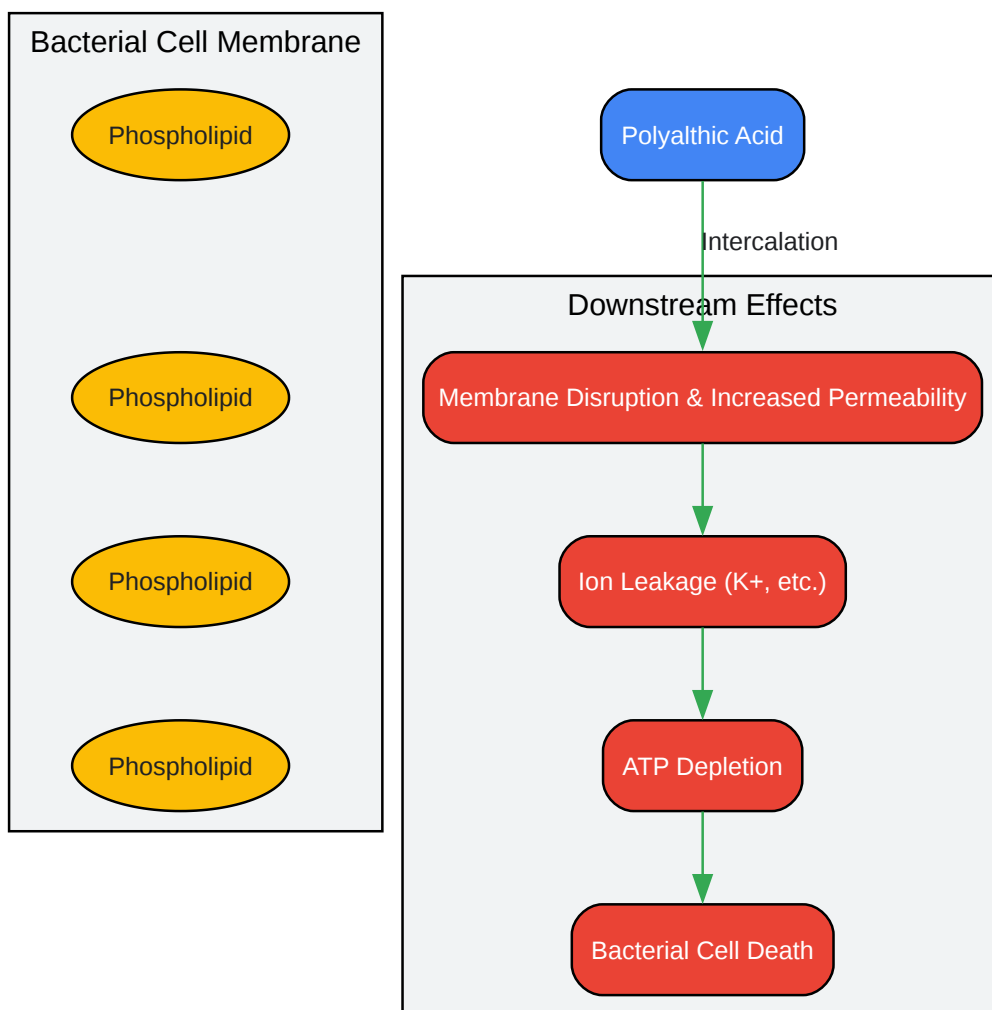 Bacterial Cell Membrane
Phospholipid
Phospholipid
Phospholipid
Phospholipid
Polyalthic Acid
Intercalation
Downstream Effects
Membrane Disruption & Increased Permeability
Ion Leakage (K+, etc.)
ATP Depletion
Bacterial Cell Death